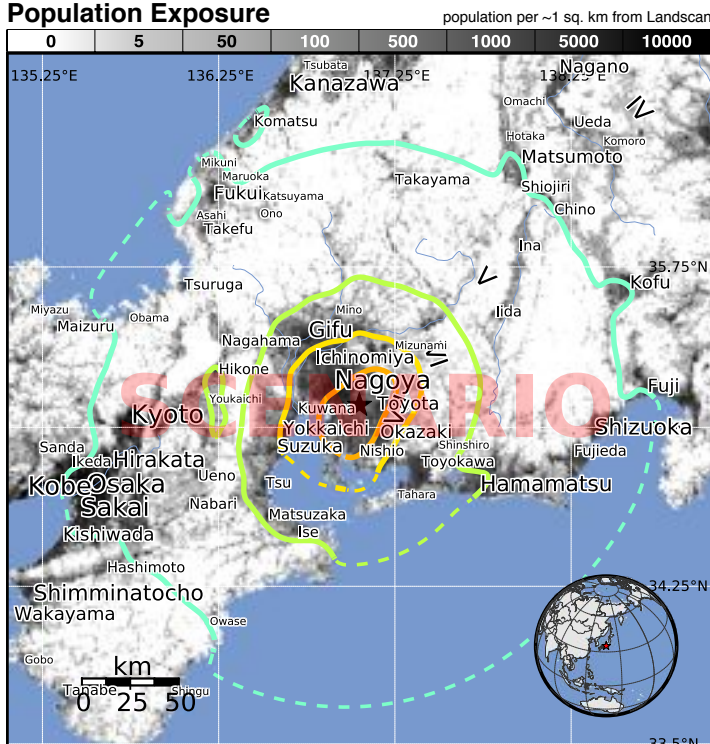 Population Exposure
population per ~1 sq. km from Landscan
0 5 50 100 500 1000 5000 10000
135.25°E 136.25°E 137.25°E 138.25°E
Tsubata
Nagano
Kanazawa
Omachi
IV
Komatsu
Ueda
Hotaka
Komoro
Mikuni
Matsumoto
Maruoka
Takayama
Shiojiri
Fukui
Katsuyama
Chino
Asahi
Ono
Takefu
Ina
35.75°E
V
Tsuruga
Kofu
Miyazu
Obama
Mino
Iida
Maizuru
Gifu
Nagahama
Mizunami
VI
Ichinomiya
Hikone
Nagoya
Fuji
SCENARIO
Youkaichi
Kuwana
Toyota
Kyoto
Yokkaichi
Okazaki
Shizuoka
Sanda
Suzuka
Nishio
Shinshiro
Fujieda
Ikeda
Hirakata
Toyokawa
Kobe
Osaka
Ueno
Tsu
Hamamatsu
Sakai
Nabari
Tahara
Matsuzaka
Kishiwada
Ise
Hashimoto
34.25°E
Shimminatocho
Wakayama
Owase
Gobo
km
Tanabe
Shingu
0 25 50
33.5°E